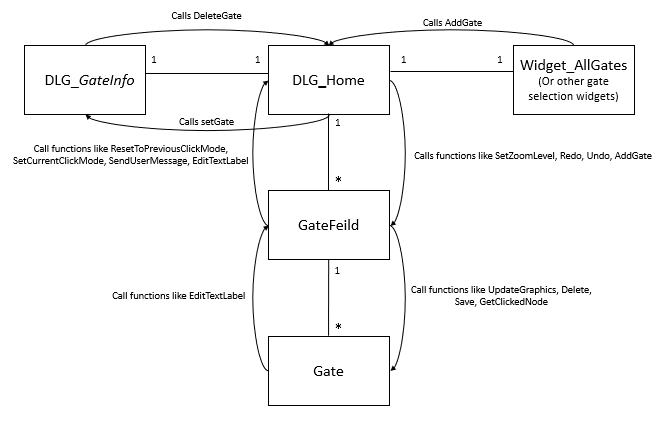 Calls DeleteGate
Calls AddGate
1
1
1
1
DLG_GateInfo
DLG_Home
Widget_AllGates
(Or other gate
selection widgets)
Calls setGate
1
Call functions like ResetToPreviousClickMode,
SetCurrentClickMode, SendUserMessage, EditTextLabel
Calls functions like SetZoomLevel, Redo, Undo, AddGate
*
GateFeild
1
Call functions like EditTextLabel
Call functions like UpdateGraphics, Delete,
Save, GetClickedNode
*
Gate